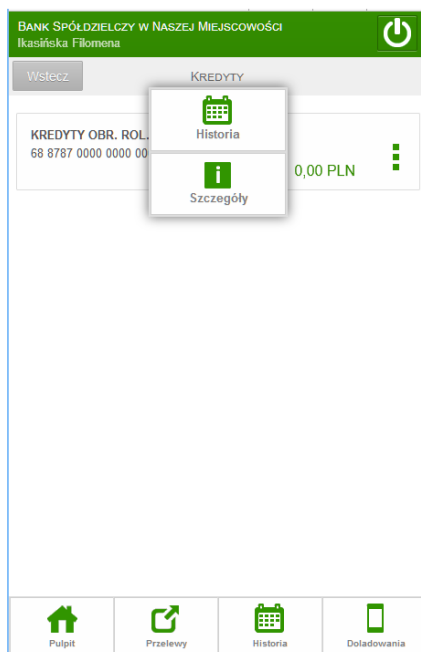 Bank Spółdzielczy w Naszej Miejscowości
Ikasińska Filomena
Wstecz
Kredyty
Historia
KREDYTY OBR. ROL.
68 8787 0000 0000 00
0,00 PLN
Szczegóły
Pulpit
Przelewy
Historia
Doladowania